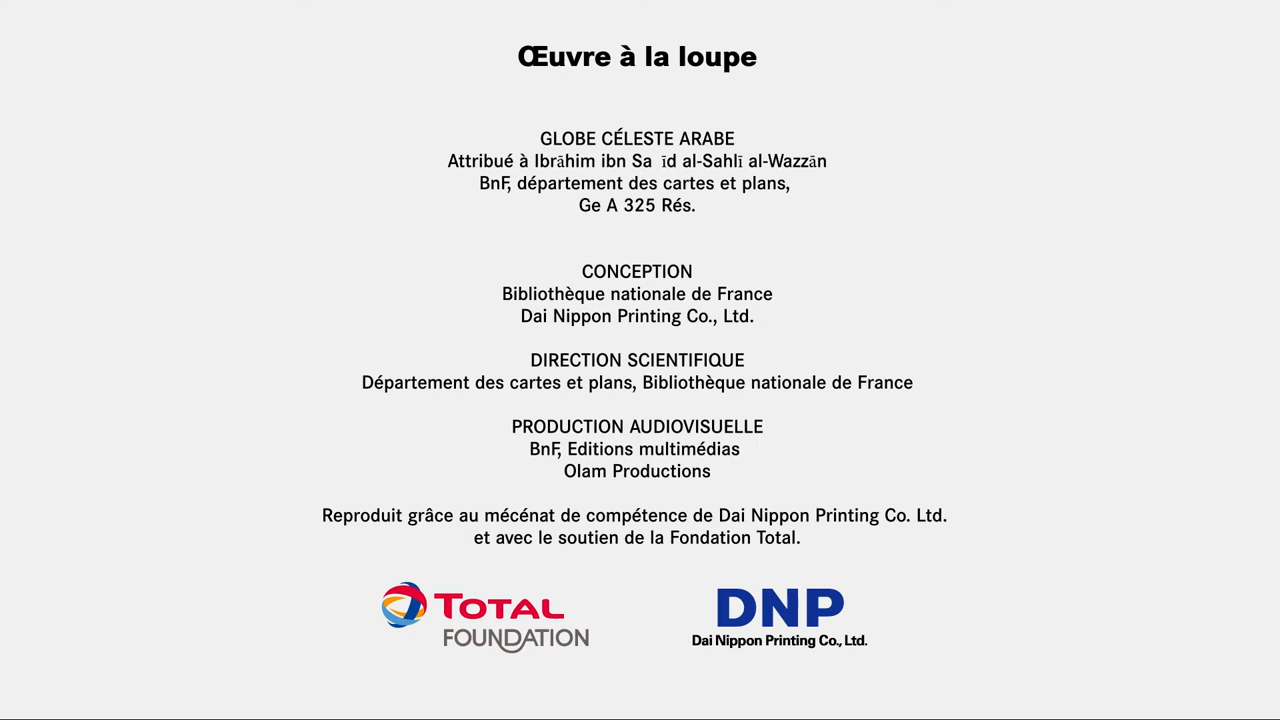 Œuvre à la loupe
GLOBE CÉLESTE ARABE
Attribué à Ibrāhim ibn Sa īd al-Sahlī al-Wazzān
BnF, département des cartes et plans,
Ge A 325 Rés.
CONCEPTION
Bibliothèque nationale de France
Dai Nippon Printing Co., Ltd.
DIRECTION SCIENTIFIQUE
Département des cartes et plans, Bibliothèque nationale de France
PRODUCTION AUDIOVISUELLE
BnF, Editions multimédias
Olam Productions
Reproduit grâce au mécénat de compétence de Dai Nippon Printing Co. Ltd.
et avec le soutien de la Fondation Total.
TOTAL
FOUNDATION
DNP
Dai Nippon Printing Co., Ltd.